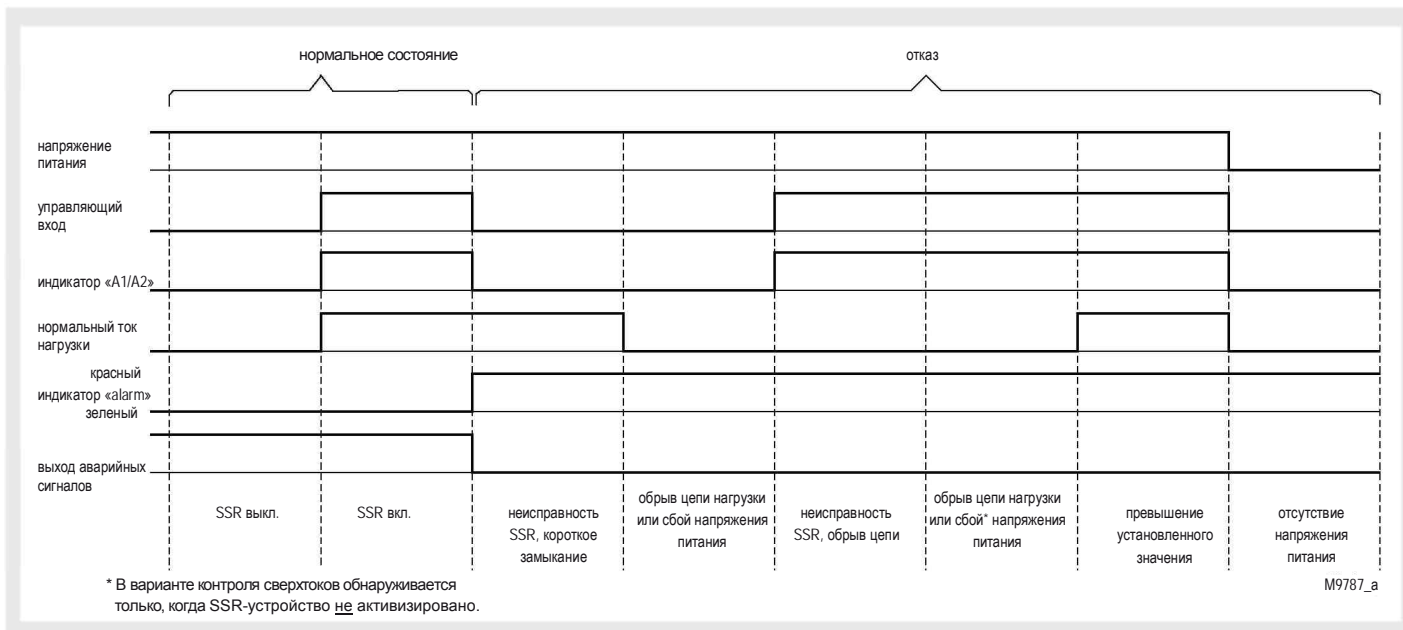 нормальное состояние
отказ
напряжение
питания
управляющий
вход
индикатор «A1/A2»
нормальный ток
нагрузки
красный
индикатор «alarm»
зеленый
выход аварийных
сигналов
SSR выкл.
SSR вкл.
неисправность
SSR, короткое
замыкание
обрыв цепи нагрузки
или сбой напряжения
питания
неисправность
SSR, обрыв цепи
обрыв цепи нагрузки
или сбой* напряжения
питания
превышение
установленного
значения
отсутствие
напряжения
питания
* В варианте контроля сверхтоков обнаруживается
только, когда SSR-устройство не активизировано.
M9787_a